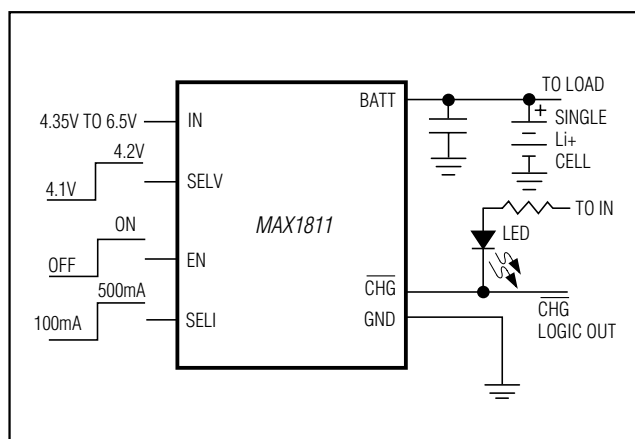 TO LOAD
BATT
4.35V TO 6.5V
IN
+
SINGLE
Li+
CELL
4.2V
4.1V
SELV
MAX1811
TO IN
LED
ON
OFF
EN
CHG
CHG
LOGIC OUT
500mA
100mA
SELI
GND